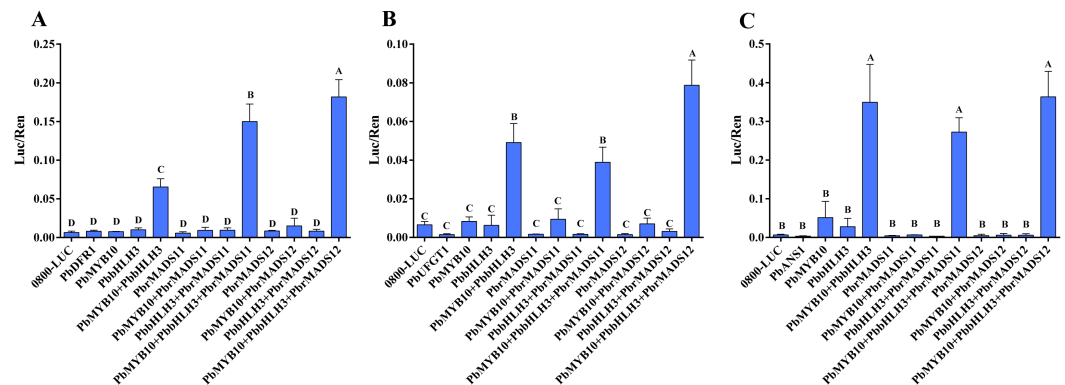 A
Luc/Ren
0.25
0.20
0.15
0.10
0.05
0.00
D
D
D
D
C
D
D
D
B
D
D
D
A
0800-LUC
PbDFR1
PbMYB10
PbbHLH3
PbMYB10+PbbHLH3
PbrMADS11
PbMYB10+PbrMADS11
PbbHLH3+PbrMADS11
PbMYB10+PbbHLH3+PbrMADS11
PbrMADS12
PbMYB10+PbrMADS12
PbbHLH3+PbrMADS12
PbMYB10+PbbHLH3+PbrMADS12
B
Luc/Ren
0.10
0.08
0.06
0.04
0.02
0.00
C
C
C
C
B
C
C
C
B
C
C
C
A
0800-LUC
PbUFGT1
PbMYB10
PbbHLH3
PbMYB10+PbbHLH3
PbrMADS11
PbMYB10+PbrMADS11
PbbHLH3+PbrMADS11
PbMYB10+PbbHLH3+PbrMADS11
PbrMADS12
PbMYB10+PbrMADS12
PbbHLH3+PbrMADS12
PbMYB10+PbbHLH3+PbrMADS12
C
Luc/Ren
0.5
0.4
0.3
0.2
0.1
0.0
B
B
B
B
A
B
B
B
A
B
B
B
A
0800-LUC
PbANS1
PbMYB10
PbbHLH3
PbMYB10+PbbHLH3
PbrMADS11
PbMYB10+PbrMADS11
PbbHLH3+PbrMADS11
PbMYB10+PbbHLH3+PbrMADS11
PbrMADS12
PbMYB10+PbrMADS12
PbbHLH3+PbrMADS12
PbMYB10+PbbHLH3+PbrMADS12